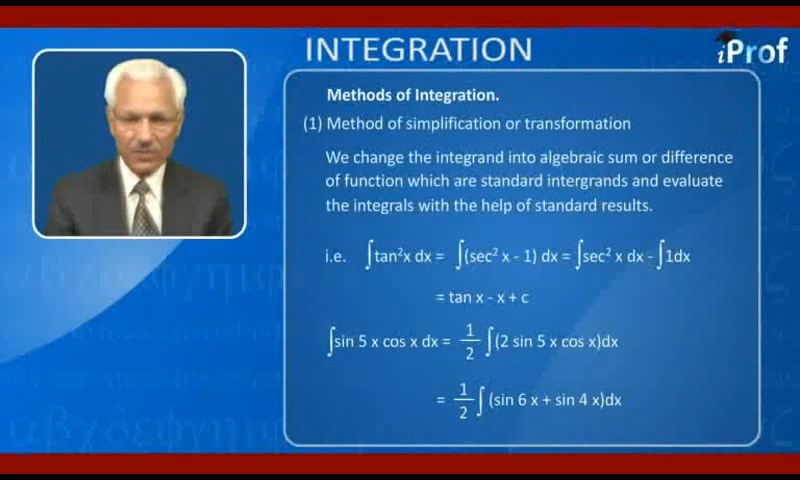 INTEGRATION
iProf
Methods of Integration.
(1) Method of simplification or transformation
We change the integrand into algebraic sum or difference
of function which are standard intergrands and evaluate
the integrals with the help of standard results.
i.e. ∫tan²x dx = ∫(sec² x - 1) dx = ∫sec² x dx - ∫1dx
= tan x - x + c
∫sin 5 x cos x dx = 1/2 ∫(2 sin 5 x cos x)dx
= 1/2 ∫ (sin 6 x + sin 4 x)dx
αβχδεφγηιφ